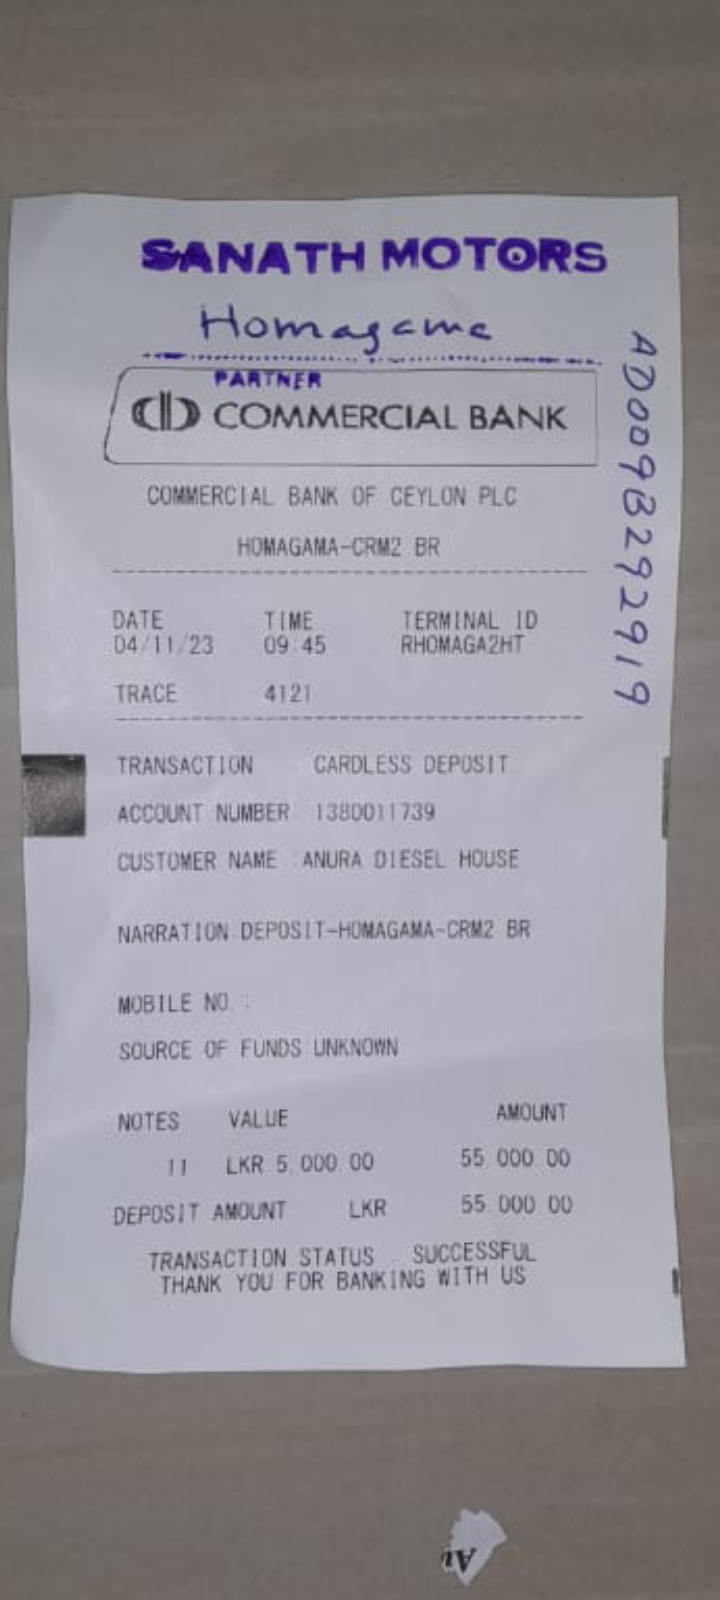 SANATH MOTORS
Homagama
PARTNER
COMMERCIAL BANK
COMMERCIAL BANK OF CEYLON PLC
HOMAGAMA-CRM2 BR
DATE TIME TERMINAL ID
04/11/23 09:45 RHOMAGA2HT
TRACE 4121
TRANSACTION : CARDLESS DEPOSIT
ACCOUNT NUMBER: 1380011739
CUSTOMER NAME :ANURA DIESEL HOUSE
NARRATION:DEPOSIT-HOMAGAMA-CRM2 BR
MOBILE NO. :
SOURCE OF FUNDS:UNKNOWN
NOTES VALUE AMOUNT
11 LKR 5,000.00 55,000.00
DEPOSIT AMOUNT LKR 55,000.00
TRANSACTION STATUS : SUCCESSFUL
THANK YOU FOR BANKING WITH US
AD009B292919